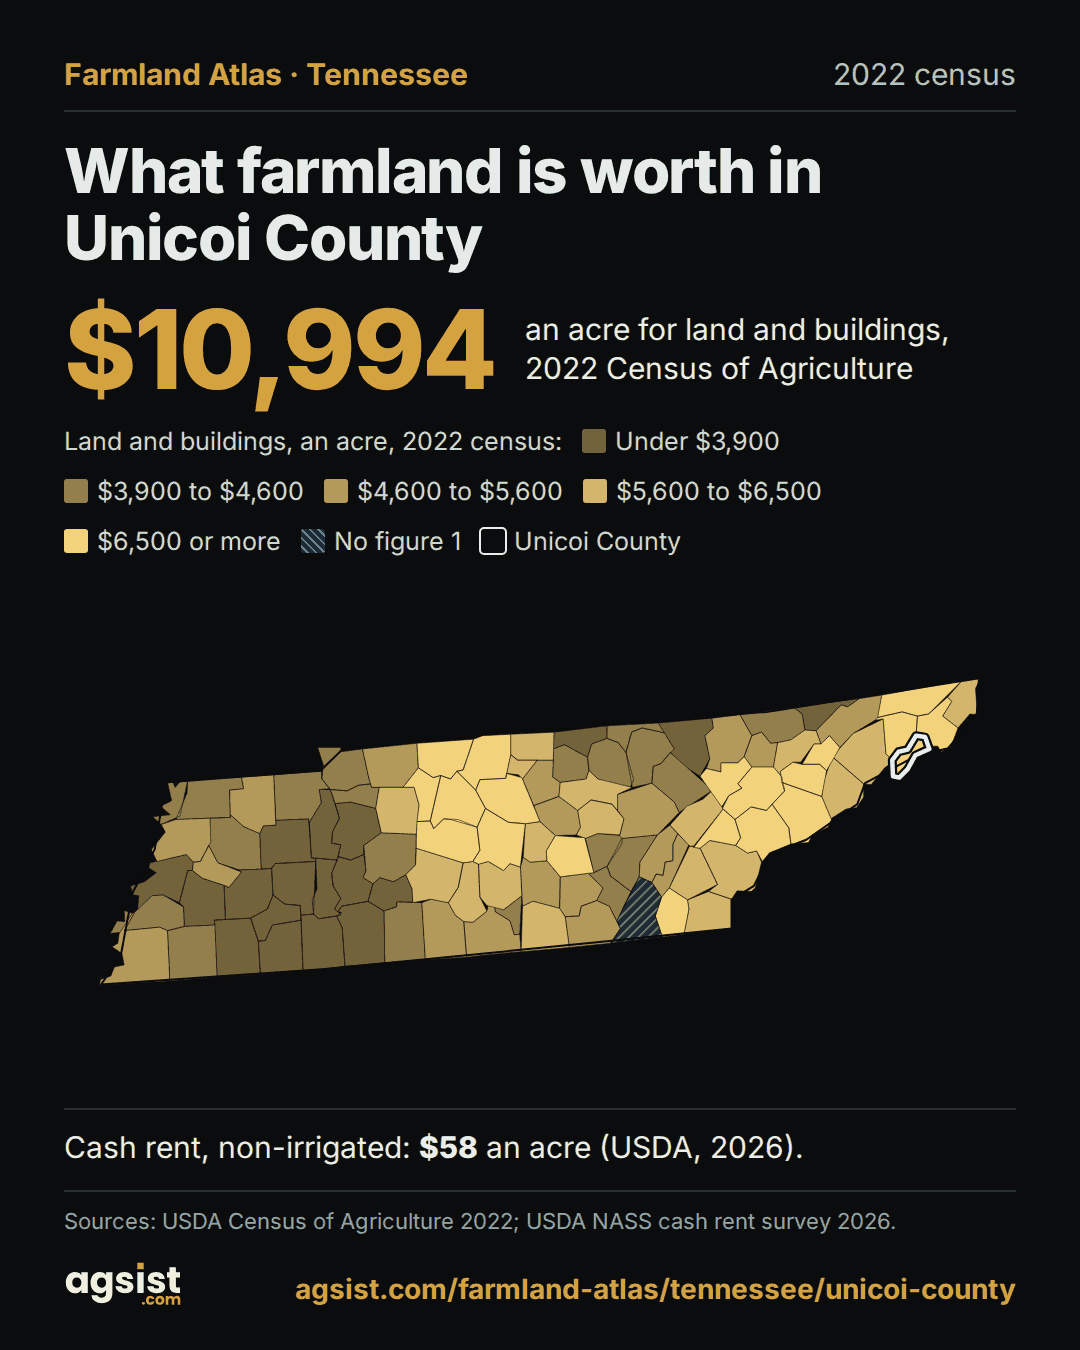 Farmland Atlas · Tennessee
2022 census
What farmland is worth in
Unicoi County
$10,994
an acre for land and buildings,
2022 Census of Agriculture
Land and buildings, an acre, 2022 census:
Under $3,900
$3,900 to $4,600
$4,600 to $5,600
$5,600 to $6,500
$6,500 or more
No figure 1
Unicoi County
Cash rent, non-irrigated: $58 an acre (USDA, 2026).
Sources: USDA Census of Agriculture 2022; USDA NASS cash rent survey 2026.
agsist
.com
agsist.com/farmland-atlas/tennessee/unicoi-county